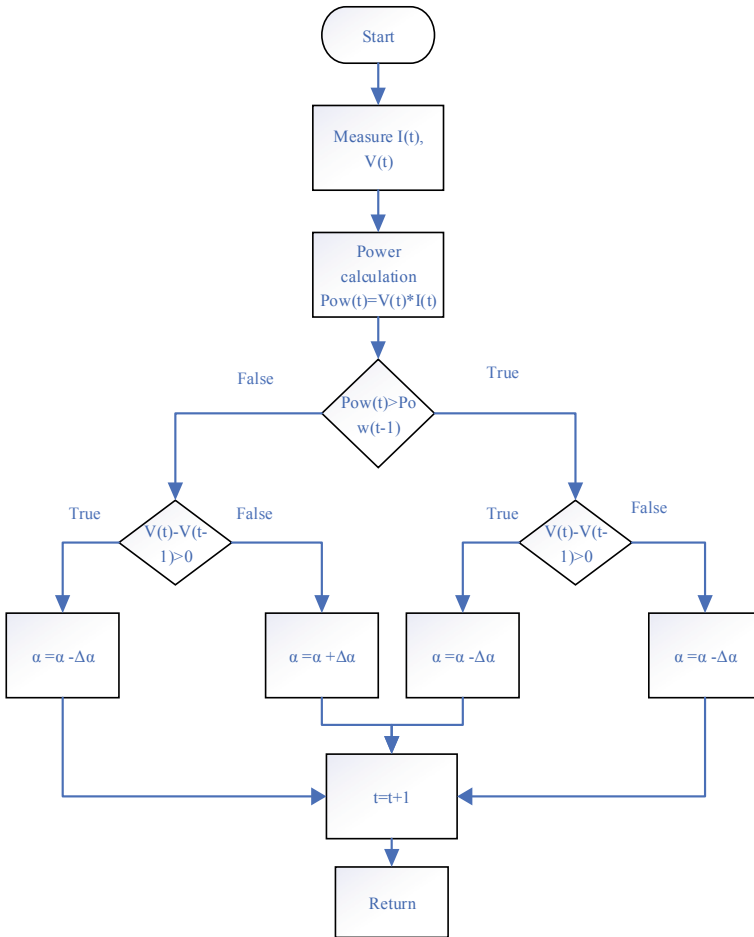 Start
Measure I(t),
V(t)
Power
calculation
Pow(t)=V(t)*I(t)
False
True
Pow(t)>Po
w(t-1)
True
V(t)-V(t-
1)>0
False
True
V(t)-V(t-
1)>0
False
α =α -Δα
α =α +Δα
α =α -Δα
α =α -Δα
t=t+1
Return